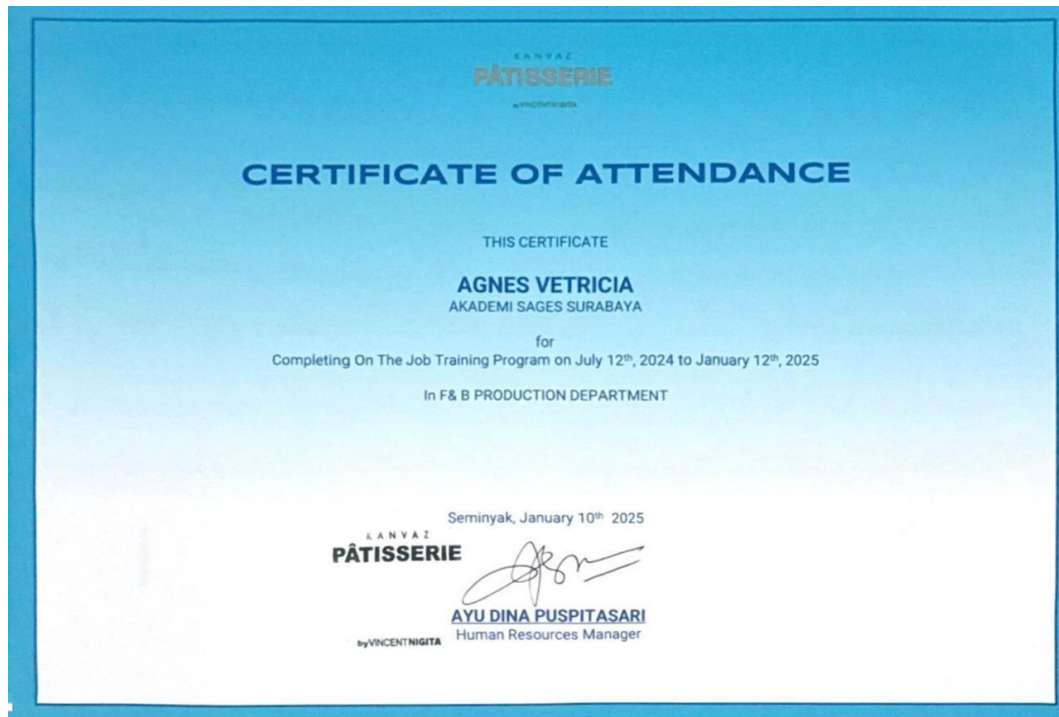 KANVAZ
PÂTISSERIE
by VINCENTNIGITA
CERTIFICATE OF ATTENDANCE
THIS CERTIFICATE
AGNES VETRICIA
AKADEMI SAGES SURABAYA
for
Completing On The Job Training Program on July 12th, 2024 to January 12th, 2025
In F& B PRODUCTION DEPARTMENT
Seminyak, January 10th 2025
KANVAZ
PÂTISSERIE
AYU DINA PUSPITASARI
Human Resources Manager
byVINCENTNIGITA